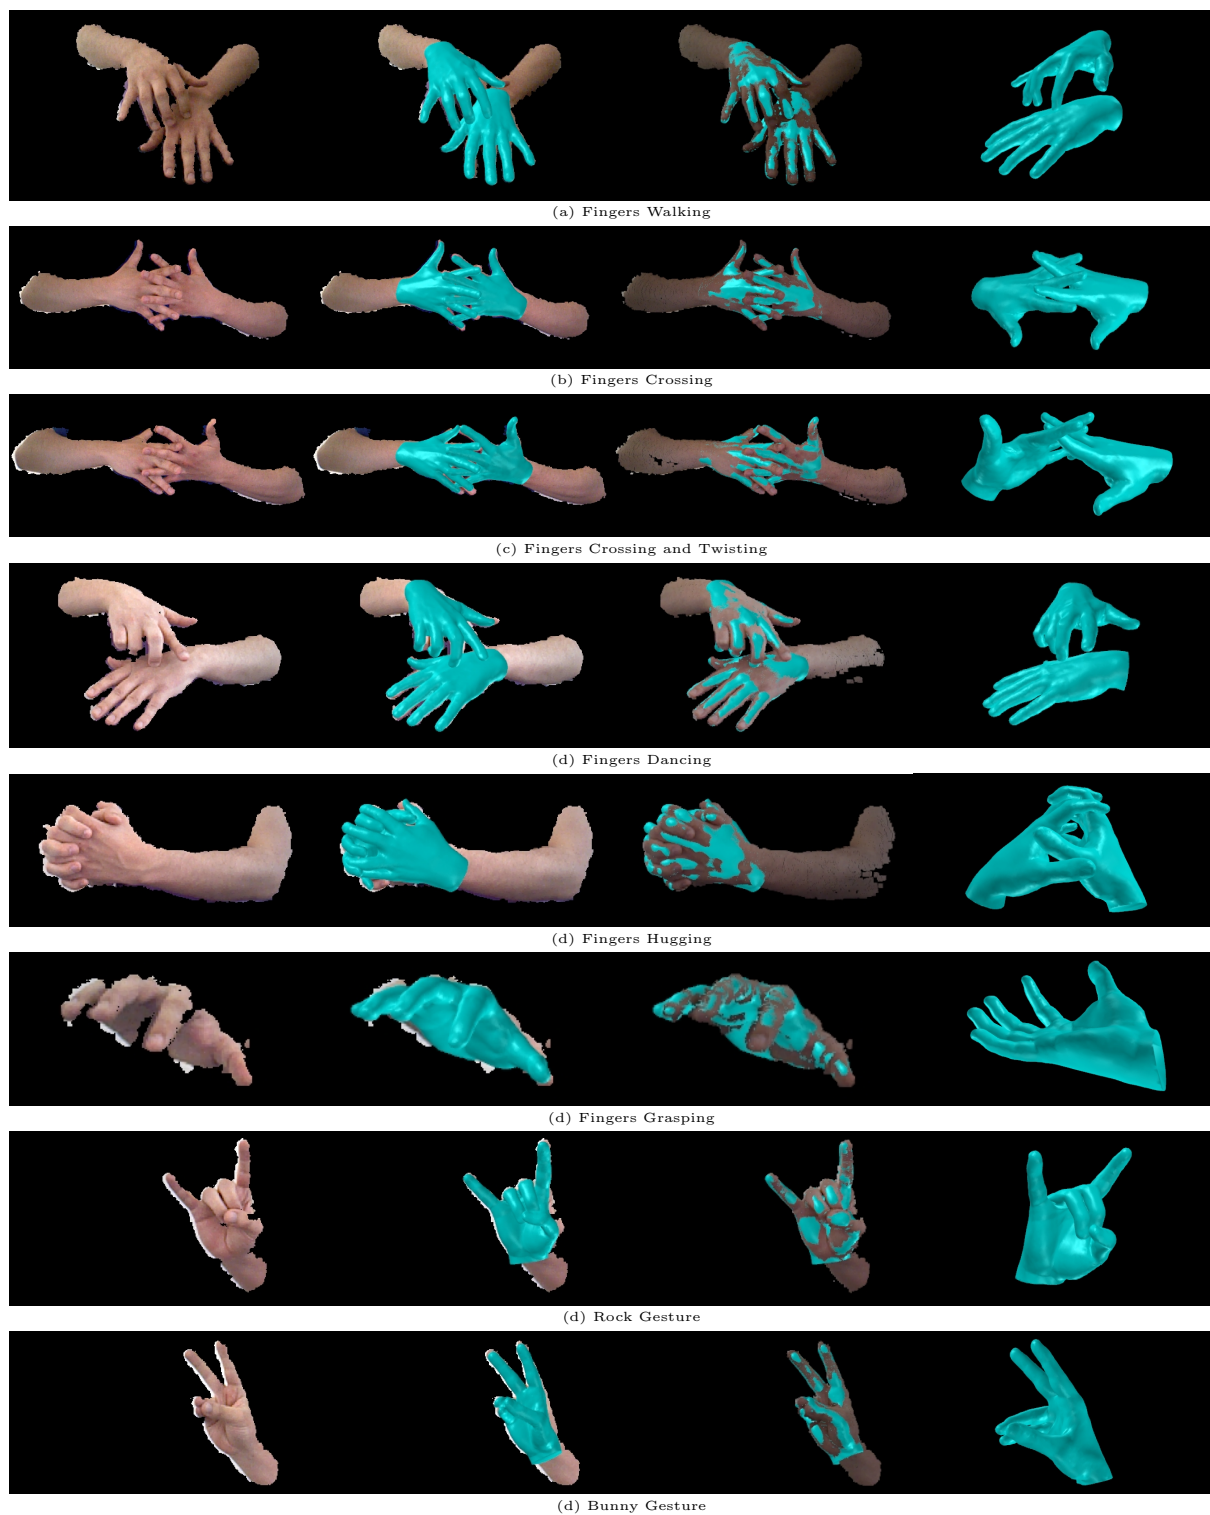 (a) Fingers Walking
(b) Fingers Crossing
(c) Fingers Crossing and Twisting
(d) Fingers Dancing
(d) Fingers Hugging
(d) Fingers Grasping
(d) Rock Gesture
(d) Bunny Gesture